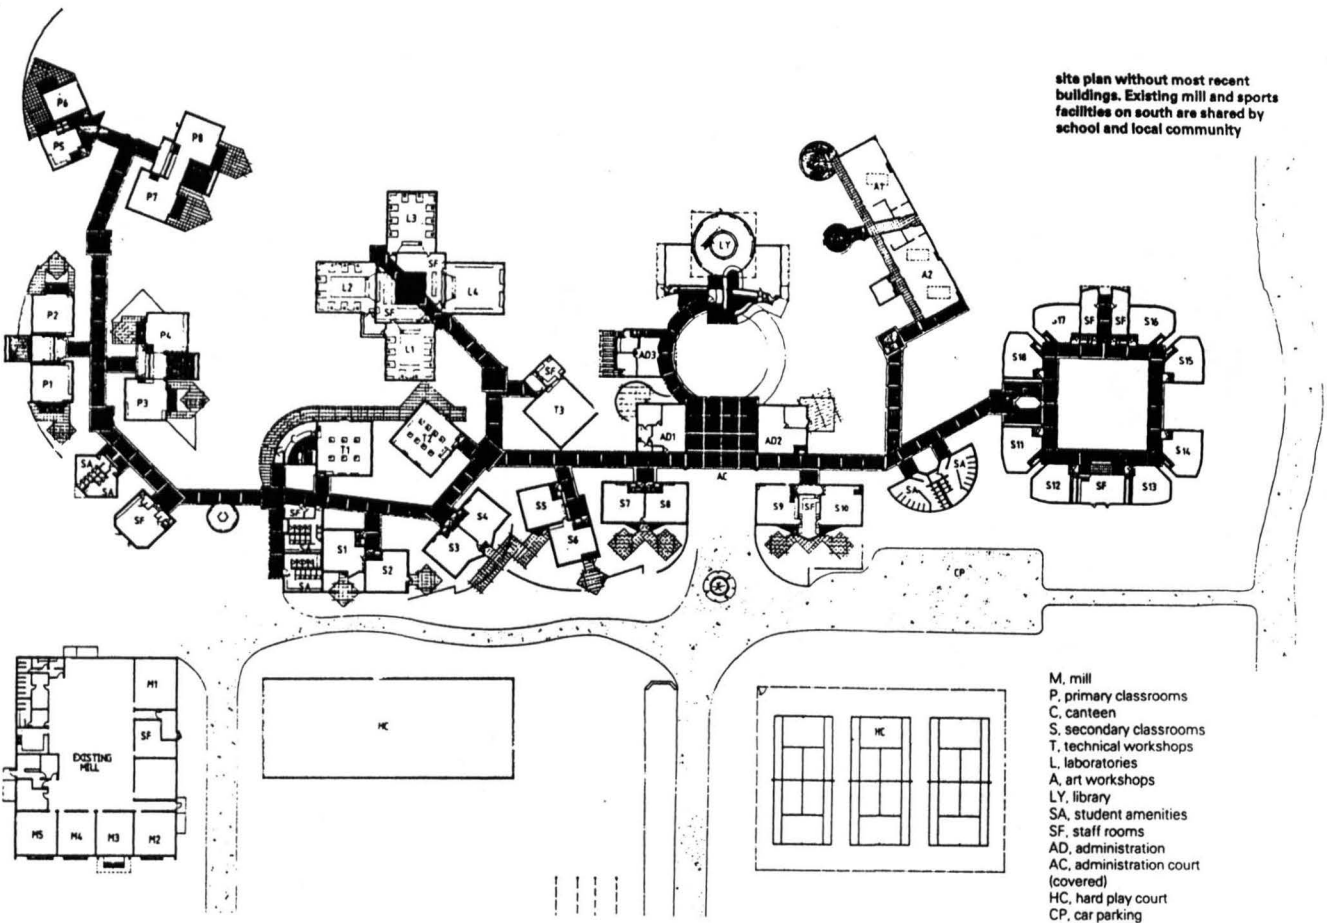 site plan without most recent
buildings. Existing mill and sports
facilities on south are shared by
school and local community
P6
P5
P8
P7
P2
P4
P1
P3
SA
SF
L3
SF
L2
L4
SF
L1
SF
T3
T1
T2
LY
AD3
AD1
AD2
AC
A1
A2
S17
SF
SF
S16
S18
S15
S11
S14
S12
SF
S13
SA
SA
SF
S1
S2
SA
S4
S3
S5
S6
S7
S8
S9
SF
S10
CP
M1
SF
EXISTING
MILL
M5
M4
M3
M2
HC
HC
M, mill
P, primary classrooms
C, canteen
S, secondary classrooms
T, technical workshops
L, laboratories
A, art workshops
LY, library
SA, student amenities
SF, staff rooms
AD, administration
AC, administration court
(covered)
HC, hard play court
CP, car parking